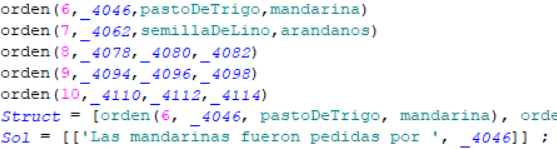 orden(6,_4046,pastoDeTrigo,mandarina)
orden(7,_4062,semillaDeLino,arandanos)
orden(8,_4078,_4080,_4082)
orden(9,_4094,_4096,_4098)
orden(10,_4110,_4112,_4114)
Struct = [orden(6, _4046, pastoDeTrigo, mandarina), orde
Sol = [['Las mandarinas fueron pedidas por ', _4046]] ;